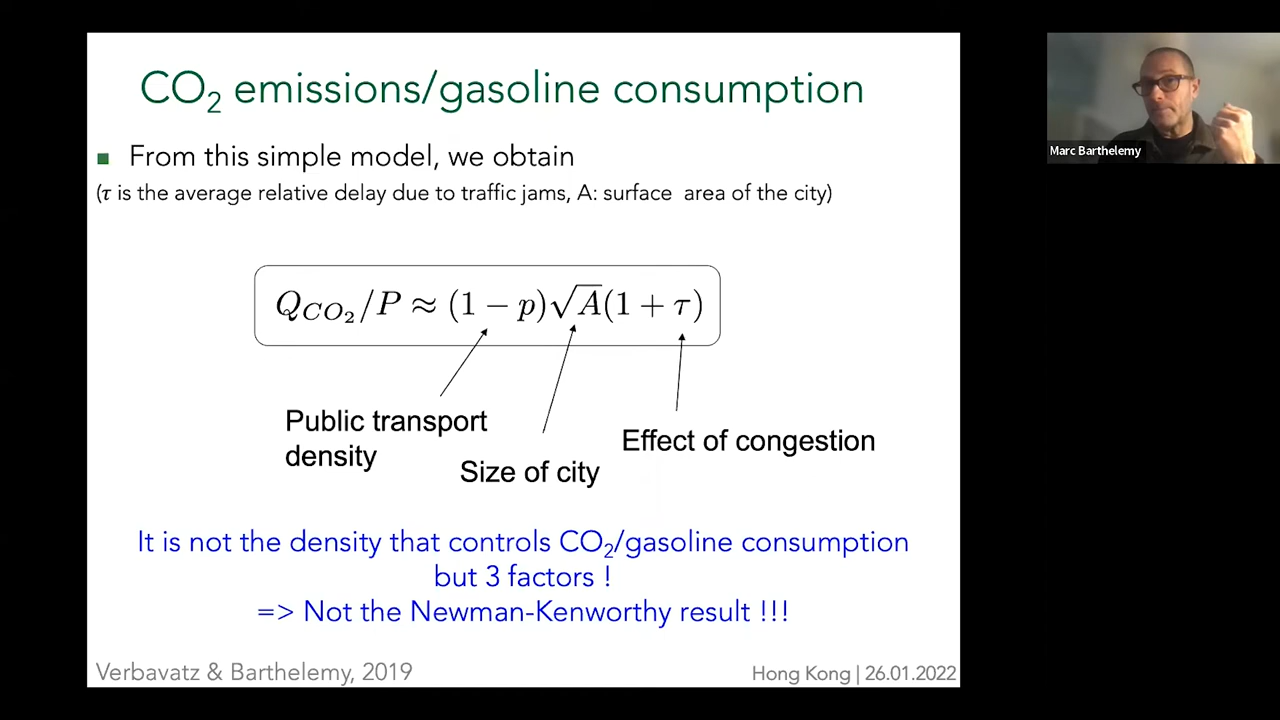 CO₂ emissions/gasoline consumption
■ From this simple model, we obtain
(τ is the average relative delay due to traffic jams, A: surface area of the city)
Q_{CO₂}/P ≈ (1 − p)√A(1 + τ)
Public transport
density
Size of city
Effect of congestion
It is not the density that controls CO₂/gasoline consumption
but 3 factors !
=> Not the Newman-Kenworthy result !!!
Verbavatz & Barthelemy, 2019
Hong Kong | 26.01.2022
Marc Barthelemy